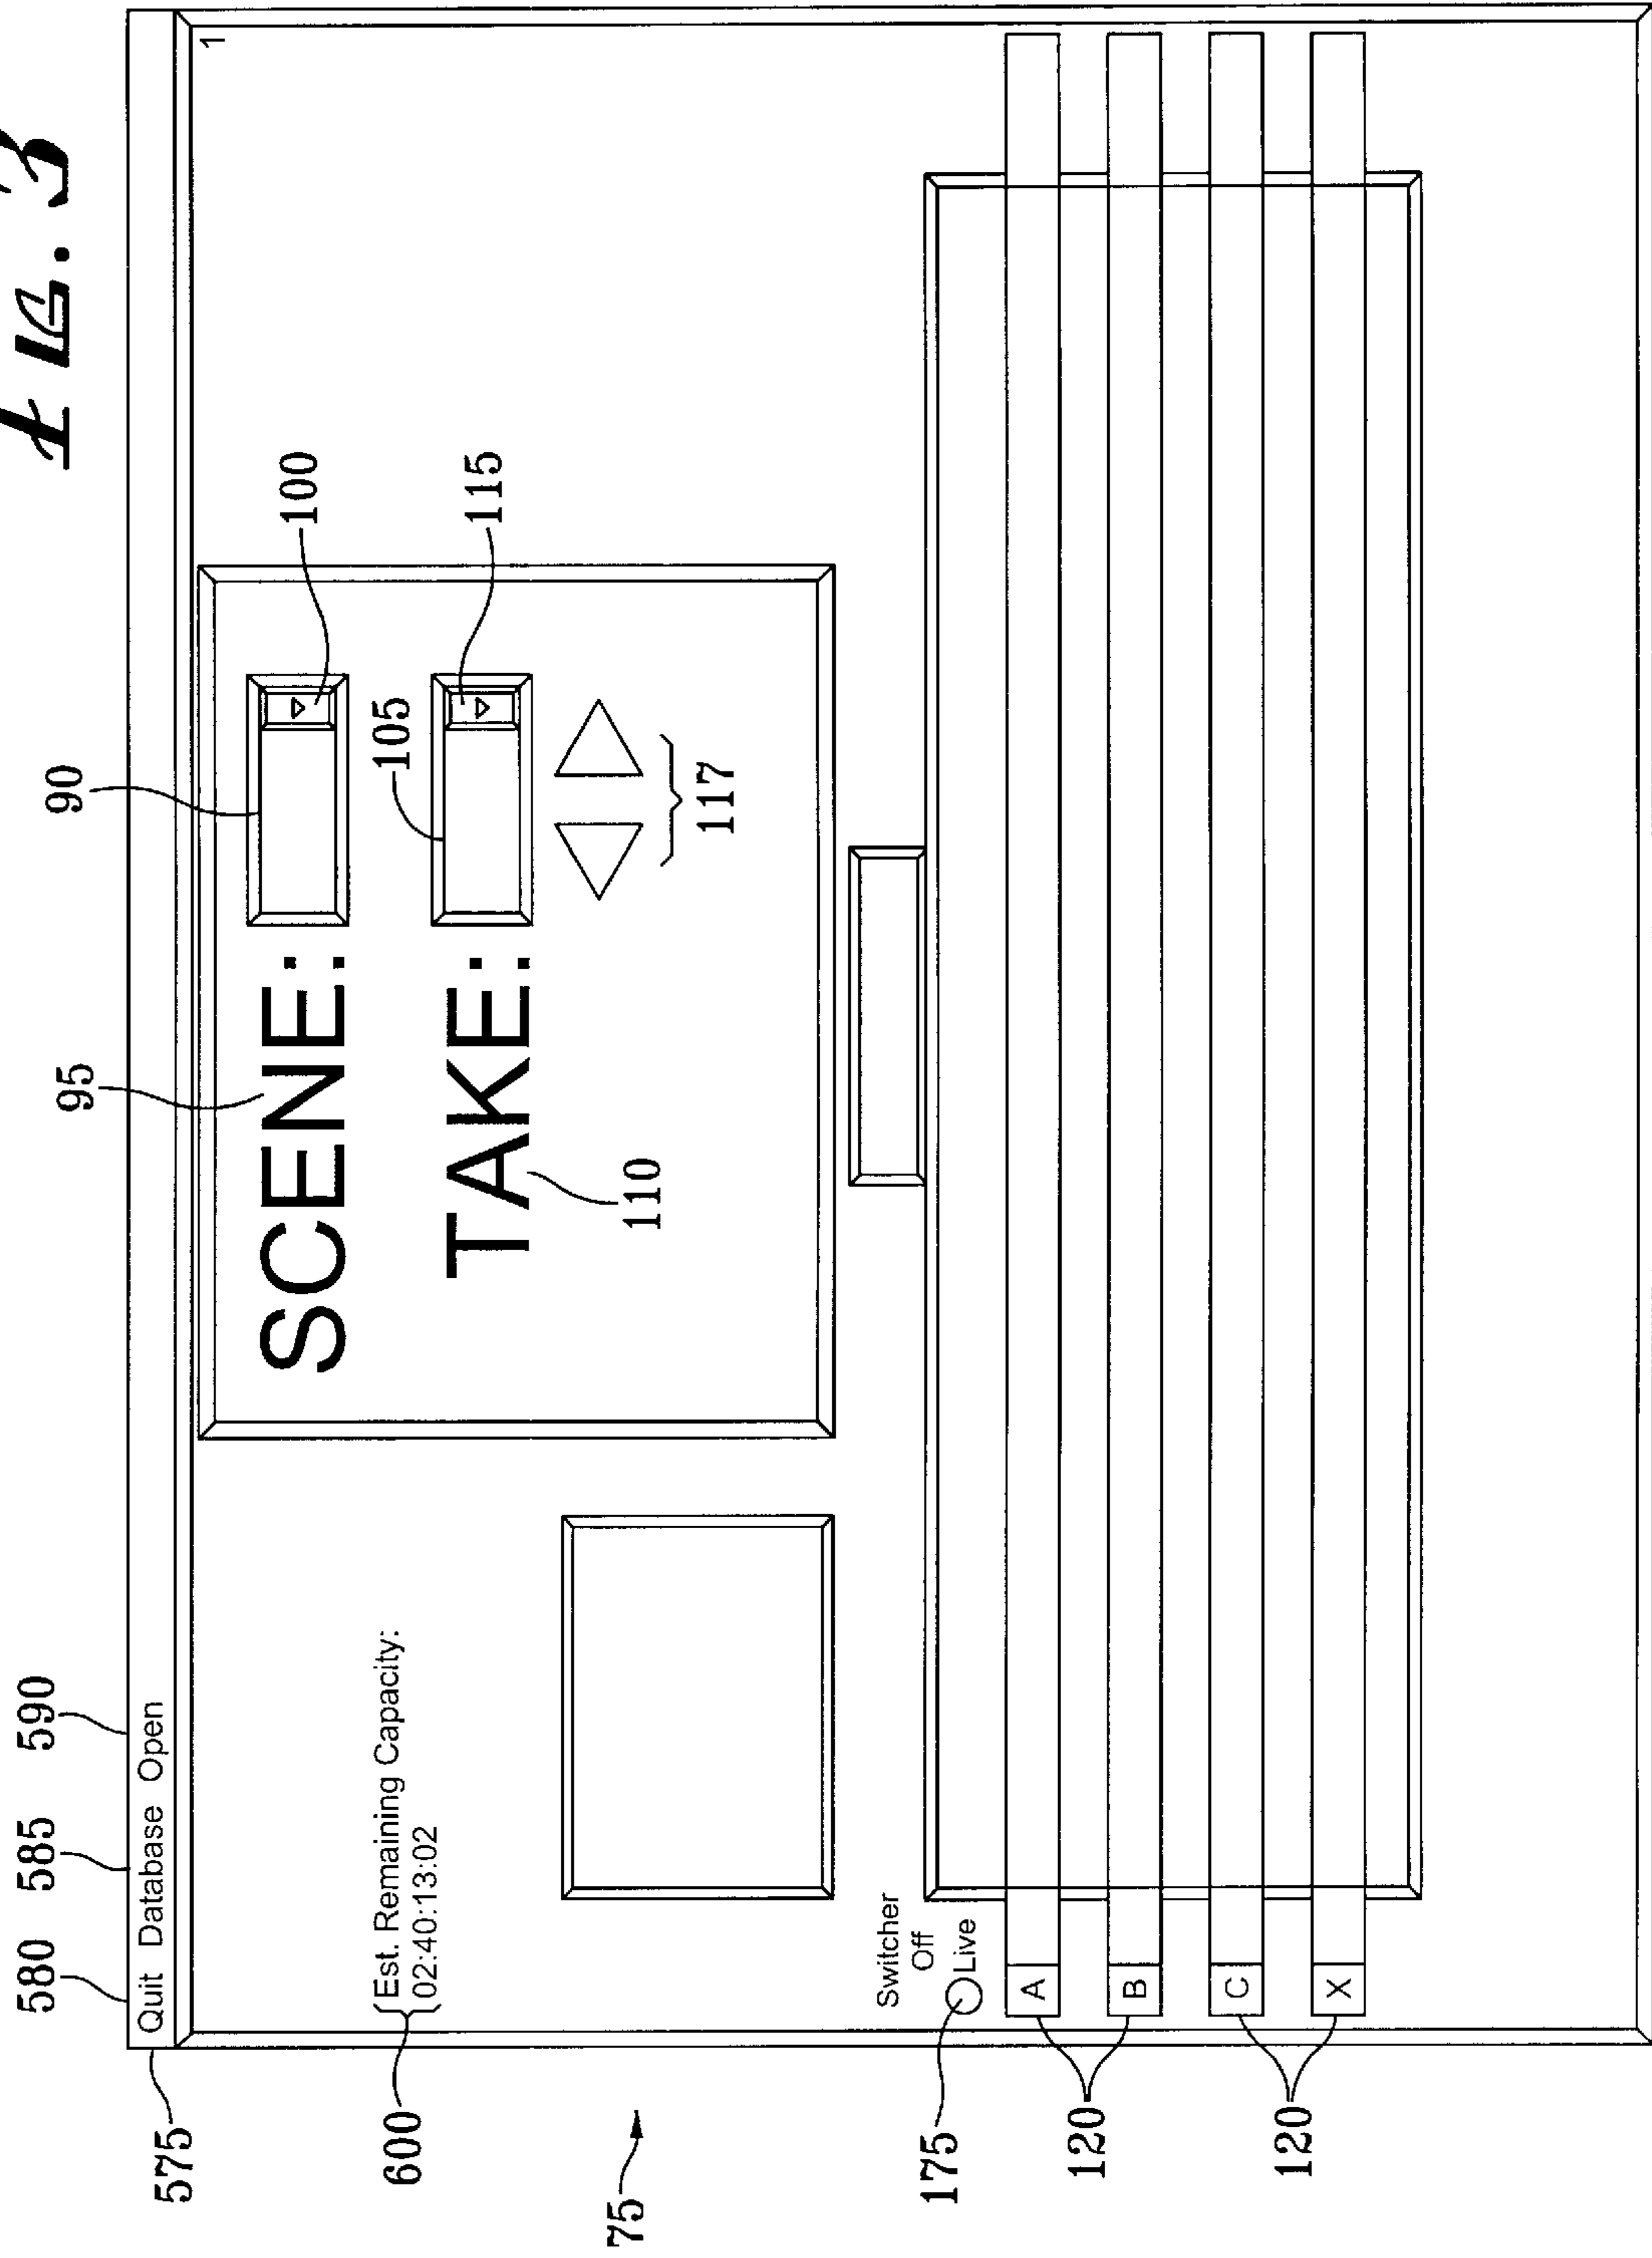 FIG. 3
580 585 590
90
95
575
Quit Database Open
1
SCENE:
100
105
TAKE:
115
110
117
600
Est. Remaining Capacity:
02:40:13:02
75
Switcher
Off
175
Live
A
120
B
C
120
X